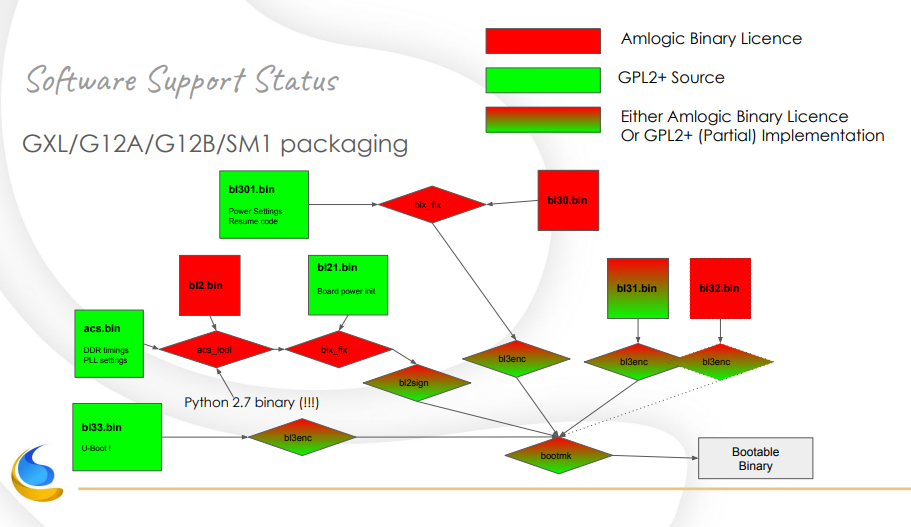 Amlogic Binary Licence
Software Support Status
GPL2+ Source
Either Amlogic Binary Licence
Or GPL2+ (Partial) Implementation
GXL/G12A/G12B/SM1 packaging
bl301.bin
Power Settings
Resume code
blx_fix
bl30.bin
bl2.bin
bl21.bin
Board power init
bl31.bin
bl32.bin
acs.bin
DDR timings
PLL settings
acs_tool
blx_fix
bl3enc
bl3enc
bl3enc
bl2sign
Python 2.7 binary (!!!)
bl33.bin
U-Boot !
bl3enc
bootmk
Bootable
Binary